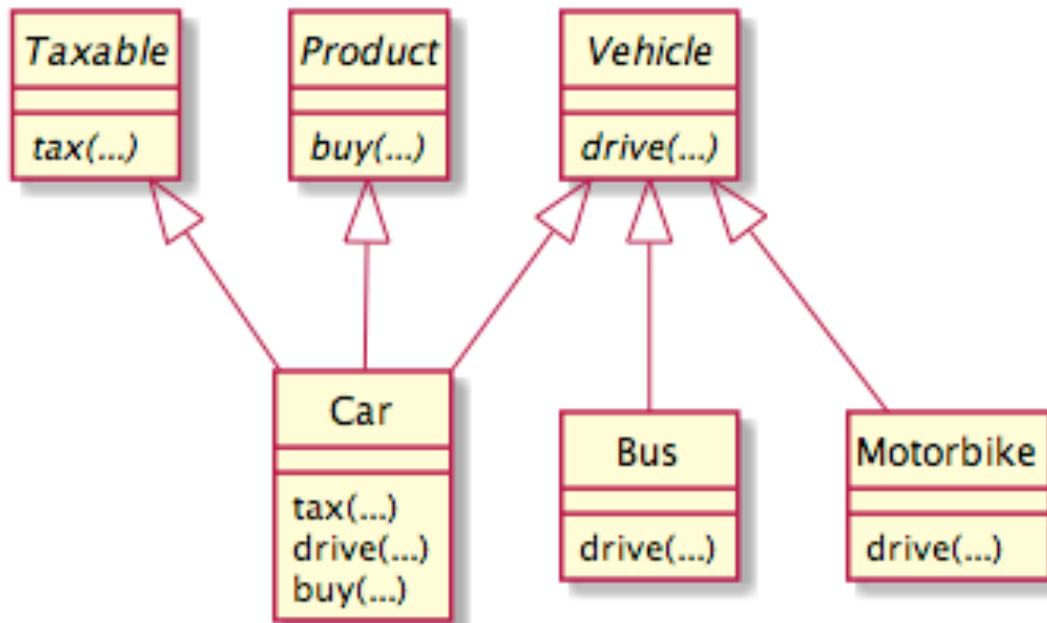 Taxable
tax(...)
Product
buy(...)
Vehicle
drive(...)
Car
tax(...)
drive(...)
buy(...)
Bus
drive(...)
Motorbike
drive(...)